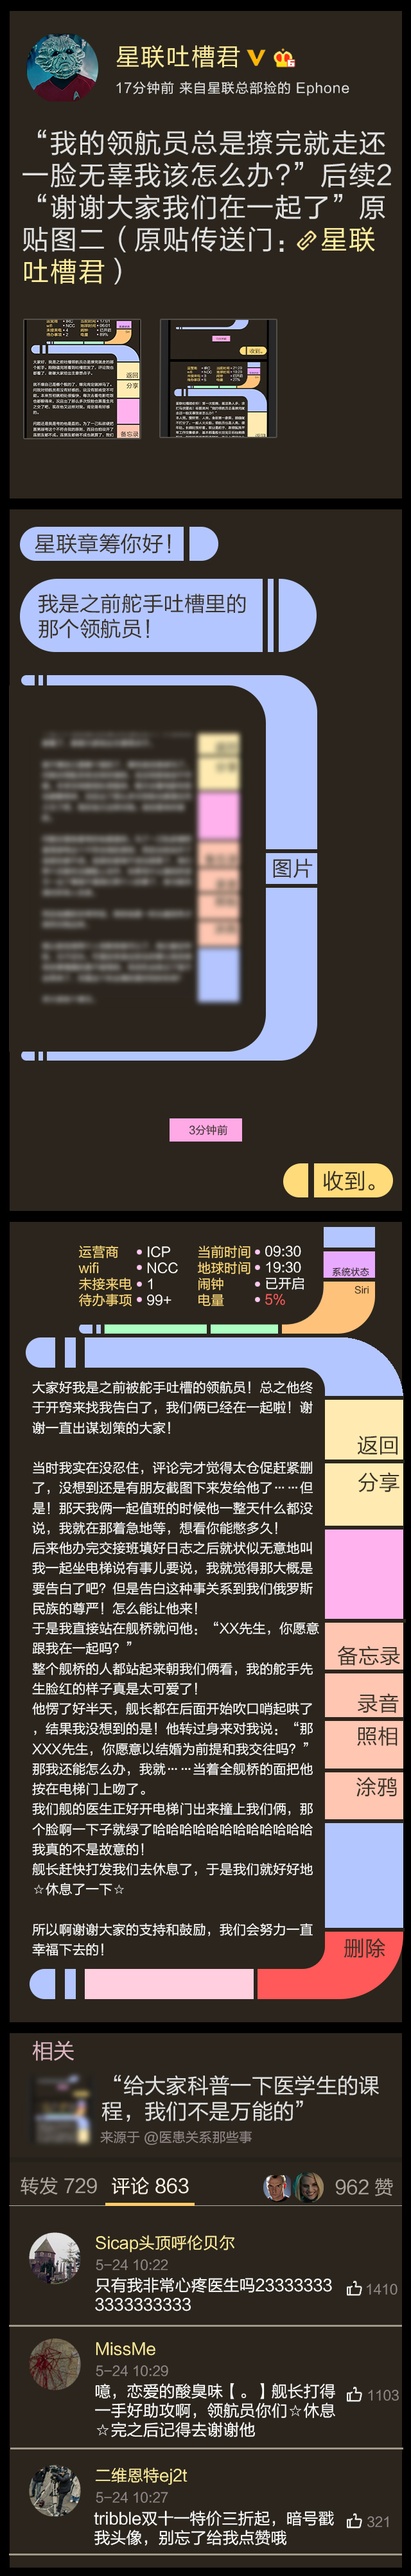 星联吐槽君
17分钟前 来自星联总部捡的 Ephone
“我的领航员总是撩完就走还
一脸无辜我该怎么办？”后续2
“谢谢大家我们在一起了”原
贴图二（原贴传送门：星联
吐槽君）
返回
分享
备忘录
收到。
星联章筹你好！
我是之前舵手吐槽里的
那个领航员！
图片
3分钟前
收到。
运营商 • ICP 当前时间 • 09:30
wifi • NCC 地球时间 • 19:30
未接来电 • 1 闹钟 • 已开启
待办事项 • 99+ 电量 • 5%
系统状态
Siri
大家好我是之前被舵手吐槽的领航员！总之他终
于开窍来找我告白了，我们俩已经在一起啦！谢
谢一直出谋划策的大家！
当时我实在没忍住，评论完才觉得太仓促赶紧删
了，没想到还是有朋友截图下来发给他了……但
是！那天我俩一起值班的时候他一整天什么都没
说，我就在那着急地等，想看你能憋多久！
后来他办完交接班填好日志之后就状似无意地叫
我一起坐电梯说有事儿要说，我就觉得那大概是
要告白了吧？但是告白这种事关系到我们俄罗斯
民族的尊严！怎么能让他来！
于是我直接站在舰桥就问他：“XX先生，你愿意
跟我在一起吗？”
整个舰桥的人都站起来朝我们俩看，我的舵手先
生脸红的样子真是太可爱了！
他愣了好半天，舰长都在后面开始吹口哨起哄了
，结果我没想到的是！他转过身来对我说：“那
XXX先生，你愿意以结婚为前提和我交往吗？”
那我还能怎么办，我就……当着全舰桥的面把他
按在电梯门上吻了。
我们舰的医生正好开电梯门出来撞上我们俩，那
个脸啊一下子就绿了哈哈哈哈哈哈哈哈哈哈哈哈
我真的不是故意的！
舰长赶快打发我们去休息了，于是我们就好好地
☆休息了一下☆
所以啊谢谢大家的支持和鼓励，我们会努力一直
幸福下去的！
返回
分享
备忘录
录音
照相
涂鸦
删除
相关
“给大家科普一下医学生的课
程，我们不是万能的”
来源于 @医患关系那些事
转发 729 评论 863 962 赞
Sicap头顶呼伦贝尔
5-24 10:22
只有我非常心疼医生吗23333333
3333333333
1410
MissMe
5-24 10:29
噫，恋爱的酸臭味【。】舰长打得
一手好助攻啊，领航员你们☆休息
☆完之后记得去谢谢他
1103
二维恩特ej2t
5-24 10:27
tribble双十一特价三折起，暗号戳
我头像，别忘了给我点赞哦
321